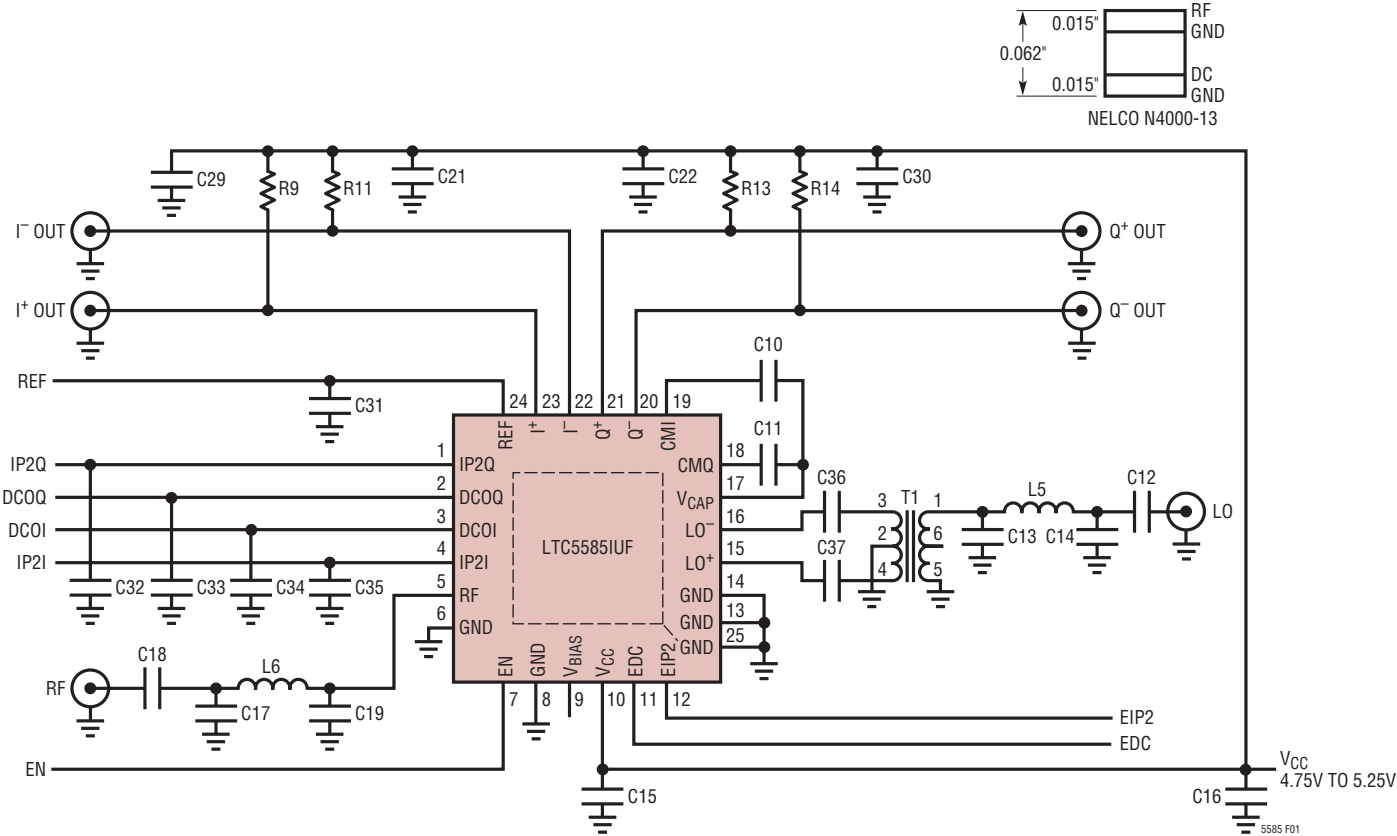 0.015"
RF
GND
0.062"
0.015"
DC
GND
NELCO N4000-13
C29
R9
R11
C21
C22
R13
R14
C30
I– OUT
Q+ OUT
I+ OUT
Q– OUT
C10
REF
C31
24
23
22
21
20
19
REF
I+
I–
Q+
Q–
CMI
C11
IP2Q
1
IP2Q
CMQ
18
DCOQ
2
DCOQ
VCAP
17
C36
DCOI
3
DCOI
LTC5585IUF
LO–
16
3
T1
1
L5
C12
LO
IP2I
4
IP2I
LO+
15
C37
2
6
C13
C14
C32
C33
C34
C35
5
RF
GND
14
4
5
6
GND
GND
13
GND
25
EN
GND
VBIAS
VCC
EDC
EIP2
7
8
9
10
11
12
RF
C18
L6
C17
C19
EIP2
EDC
EN
VCC
4.75V TO 5.25V
C15
C16
5585 F01